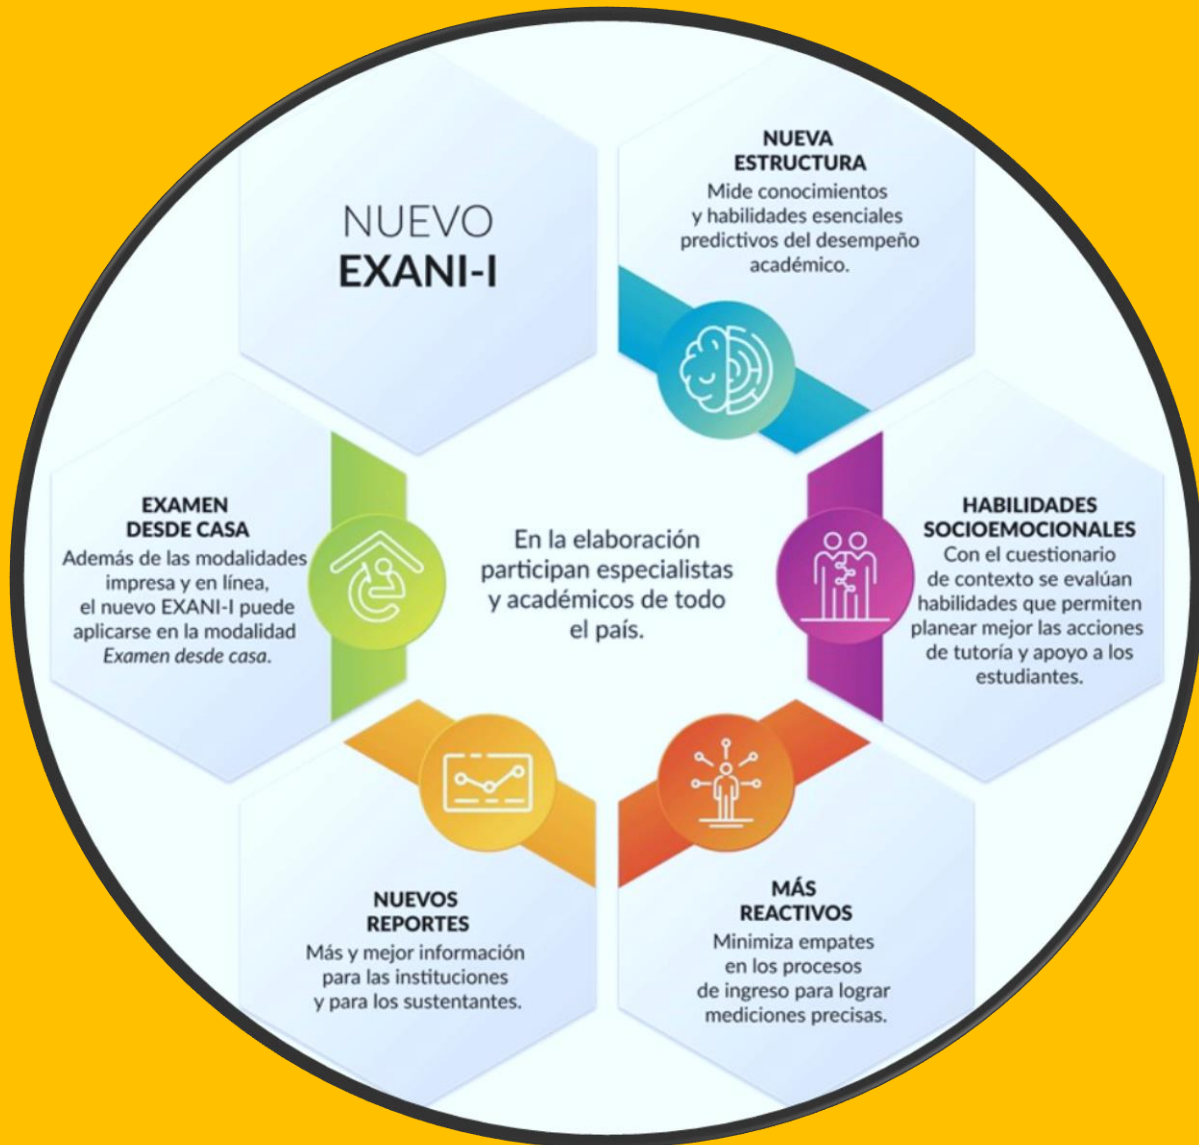 NUEVO
EXANI-I
NUEVA
ESTRUCTURA
Mide conocimientos
y habilidades esenciales
predictivos del desempeño
académico.
HABILIDADES
SOCIOEMOCIONALES
Con el cuestionario
de contexto se evalúan
habilidades que permiten
planear mejor las acciones
de tutoría y apoyo a los
estudiantes.
MÁS
REACTIVOS
Minimiza empates
en los procesos
de ingreso para lograr
mediciones precisas.
NUEVOS
REPORTES
Más y mejor información
para las instituciones
y para los sustentantes.
EXAMEN
DESDE CASA
Además de las modalidades
impresa y en línea,
el nuevo EXANI-I puede
aplicarse en la modalidad
Examen desde casa.
En la elaboración
participan especialistas
y académicos de todo
el país.